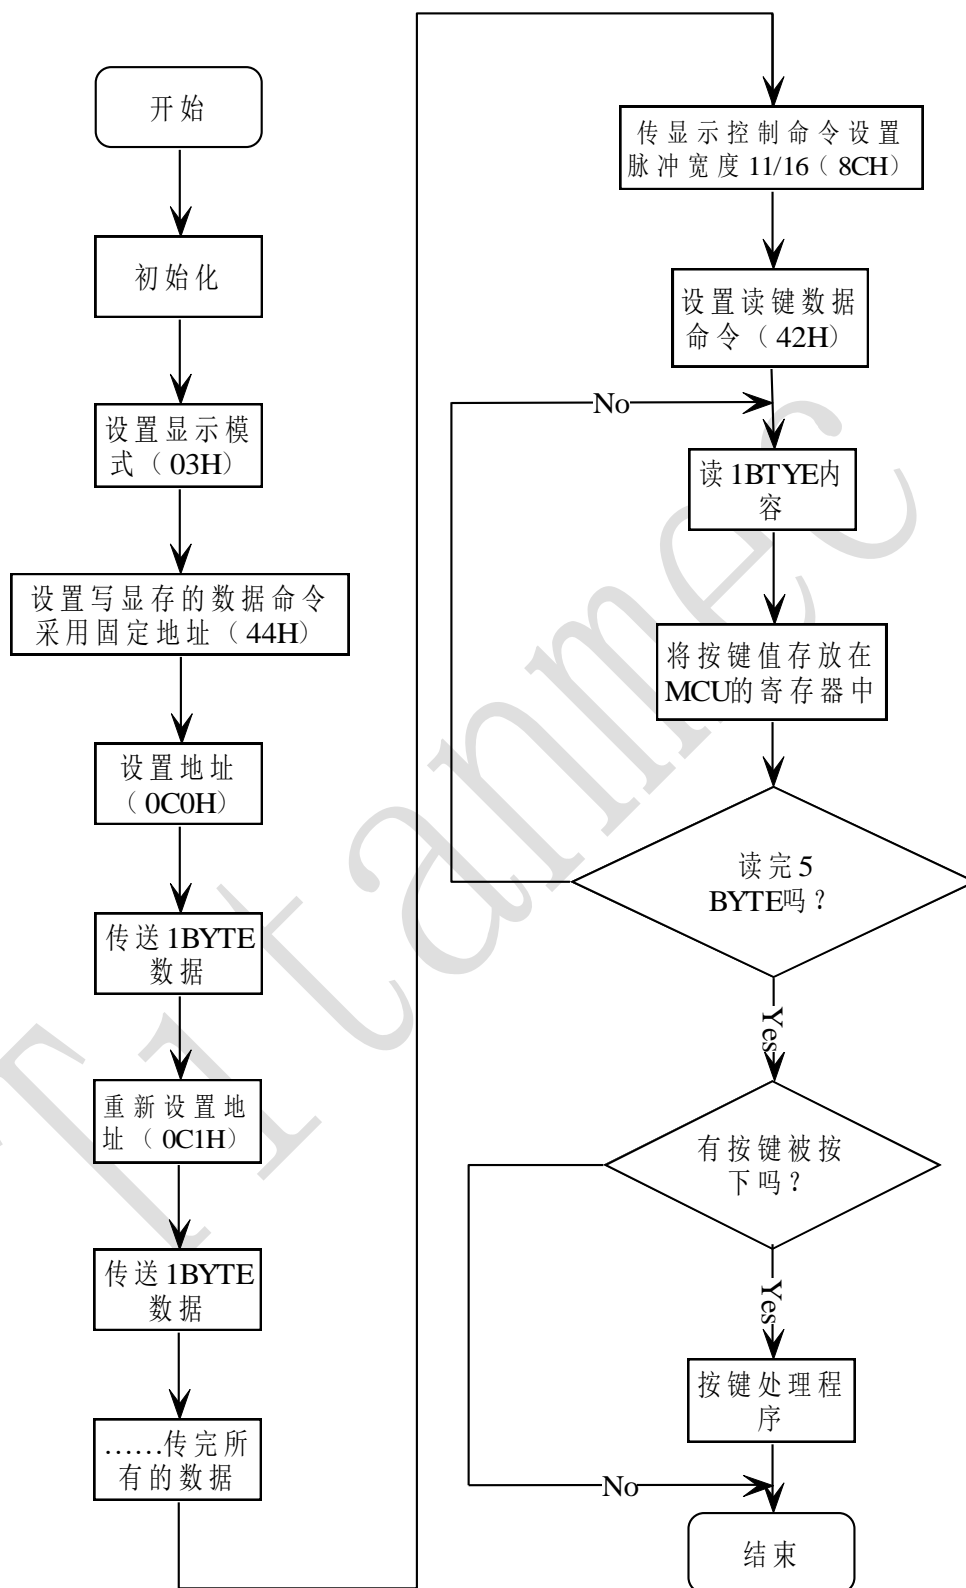 开始
初始化
设置显示模
式（03H）
设置写显存的数据命令
采用固定地址（44H）
设置地址
（0C0H）
传送1BYTE
数据
重新设置地
址（0C1H）
传送1BYTE
数据
……传完所
有的数据
传显示控制命令设置
脉冲宽度11/16（8CH）
设置读键数据
命令（42H）
No
读1BTYE内
容
将按键值存放在
MCU的寄存器中
读完5
BYTE吗？
Yes
有按键被按
下吗？
Yes
按键处理程
序
No
结束
Titanmec